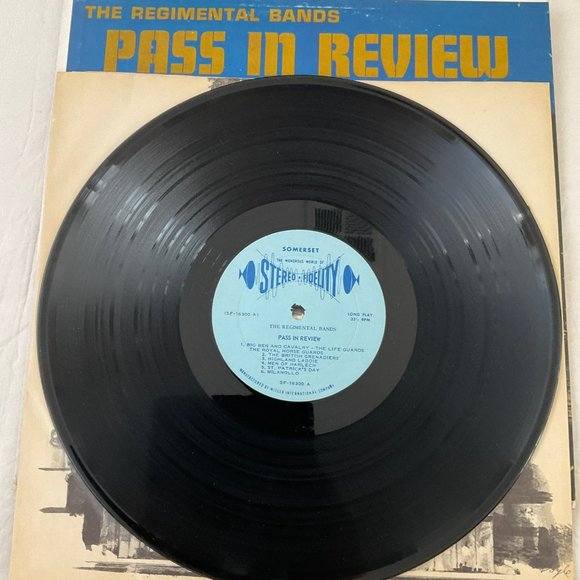 THE REGIMENTAL BANDS
PASS IN REVIEW
SOMERSET
THE WONDROUS WORLD OF
STEREO-FIDELITY
(SF-16300 A) LONG PLAY
33⅓ RPM
THE REGIMENTAL BANDS
PASS IN REVIEW
1. BIG BEN AND CAVALRY - THE LIFE GUARDS
THE ROYAL HORSE GUARDS
2. THE BRITISH GRENADIERS
3. HIGHLAND LADDIE
4. MEN OF HARLECH
5. ST. PATRICK'S DAY
6. MILANOLLO
SF-16300 A
MANUFACTURED BY MILLER INTERNATIONAL COMPANY